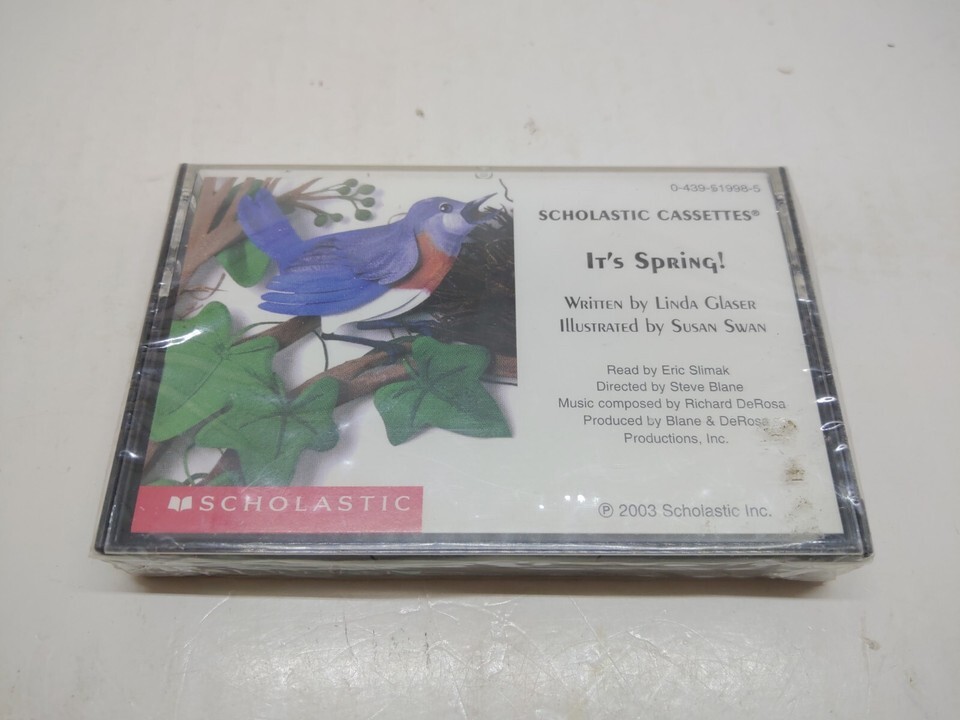 0-439-51998-5
SCHOLASTIC CASSETTES®
It's Spring!
Written by Linda Glaser
Illustrated by Susan Swan
Read by Eric Slimak
Directed by Steve Blane
Music composed by Richard DeRosa
Produced by Blane & DeRosa
Productions, Inc.
SCHOLASTIC
℗ 2003 Scholastic Inc.